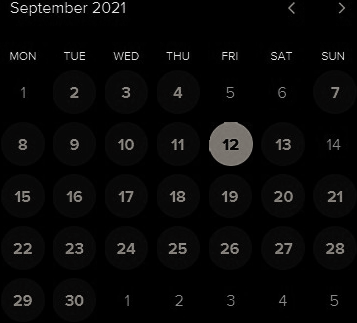 September 2021
MON TUE WED THU FRI SAT SUN
1 2 3 4 5 6 7
8 9 10 11 12 13 14
15 16 17 18 19 20 21
22 23 24 25 26 27 28
29 30 1 2 3 4 5